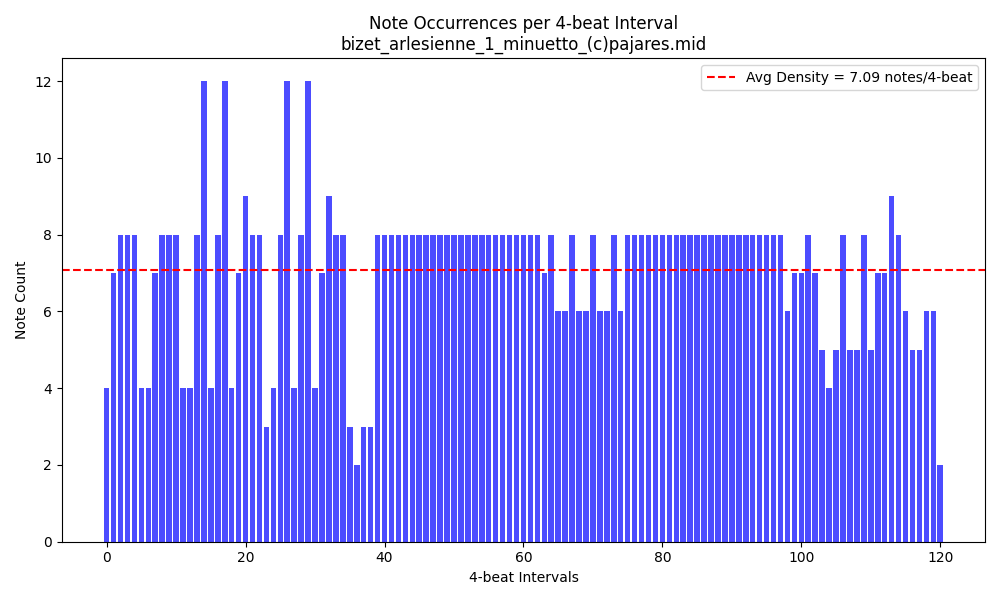 Note Occurrences per 4-beat Interval
bizet_arlesienne_1_minuetto_(c)pajares.mid
Avg Density = 7.09 notes/4-beat
Note Count
12
10
8
6
4
2
0
0 20 40 60 80 100 120
4-beat Intervals